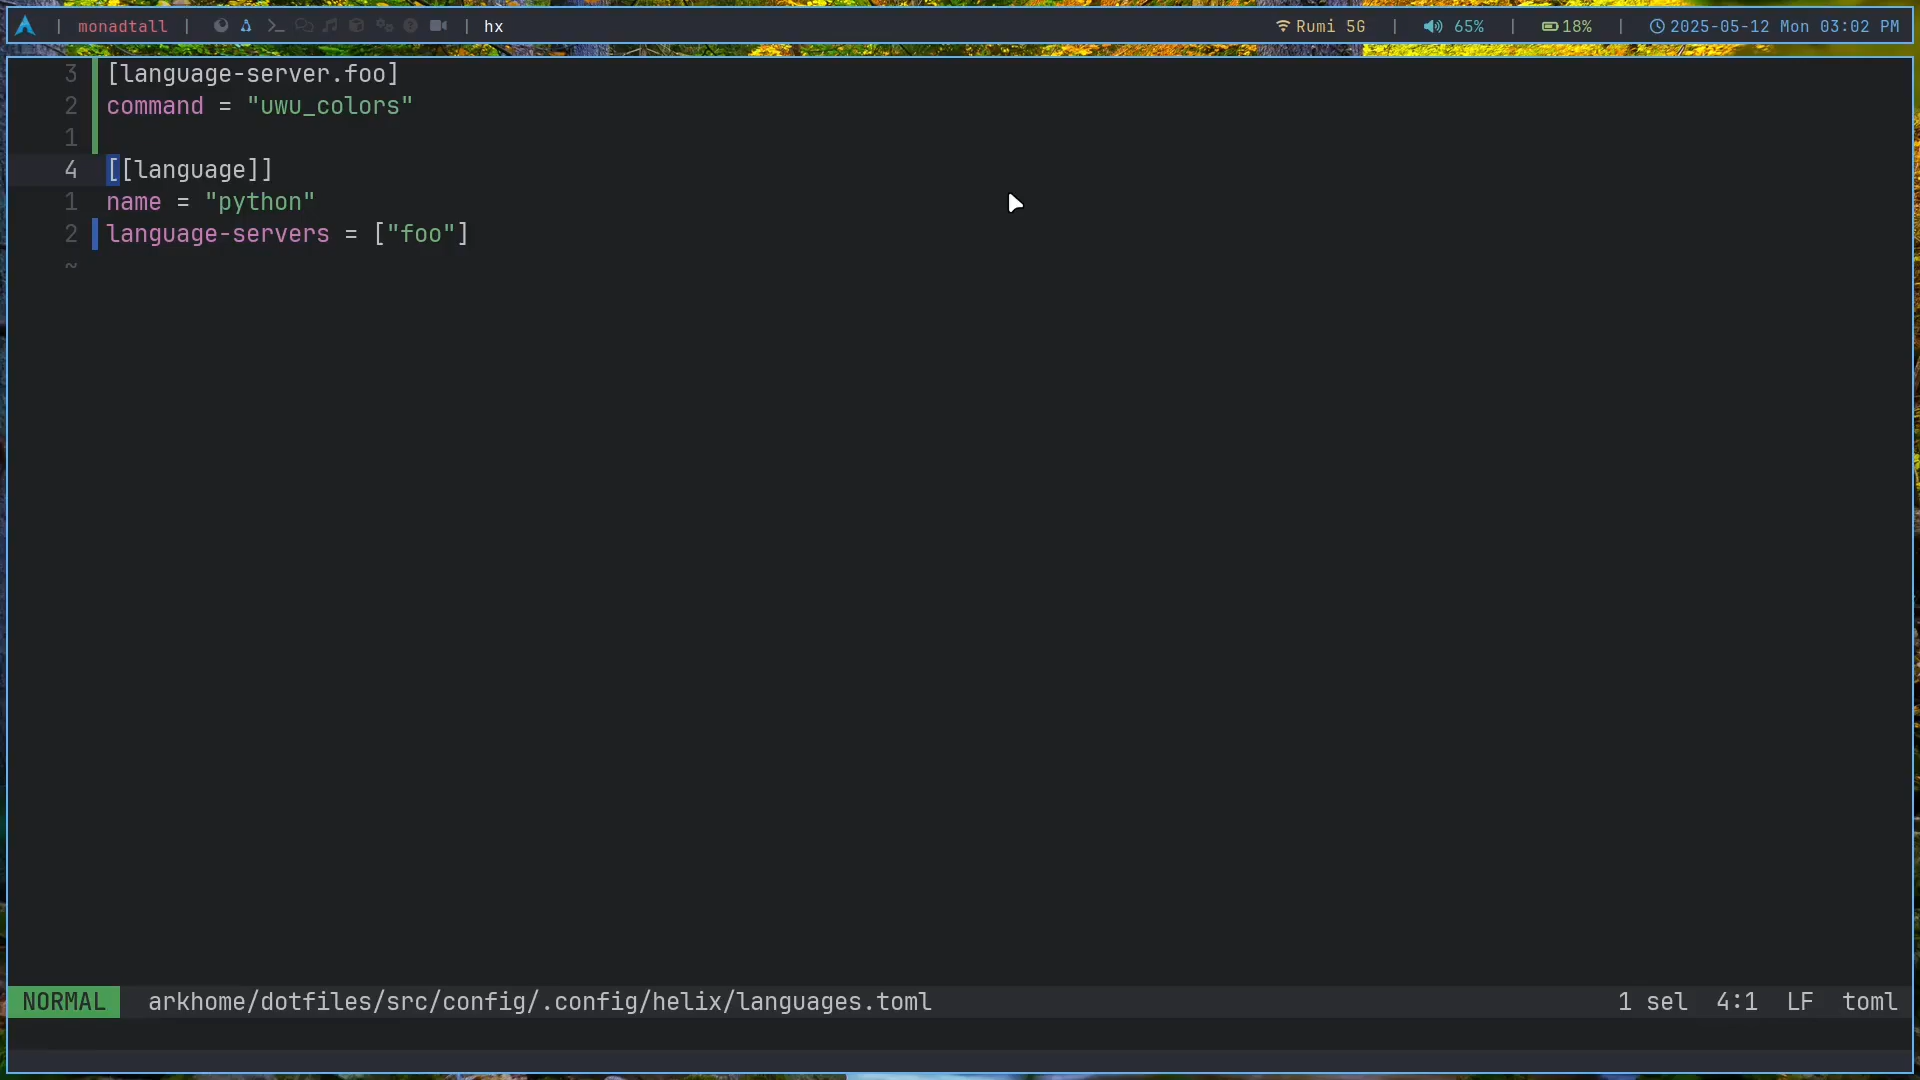 | monadtall | | hx Rumi 5G | 65% | 18% | 2025-05-12 Mon 03:02 PM
3 [language-server.foo]
2 command = "uwu_colors"
1
4 [[language]]
1 name = "python"
2 language-servers = ["foo"]
~
NORMAL arkhome/dotfiles/src/config/.config/helix/languages.toml 1 sel 4:1 LF toml